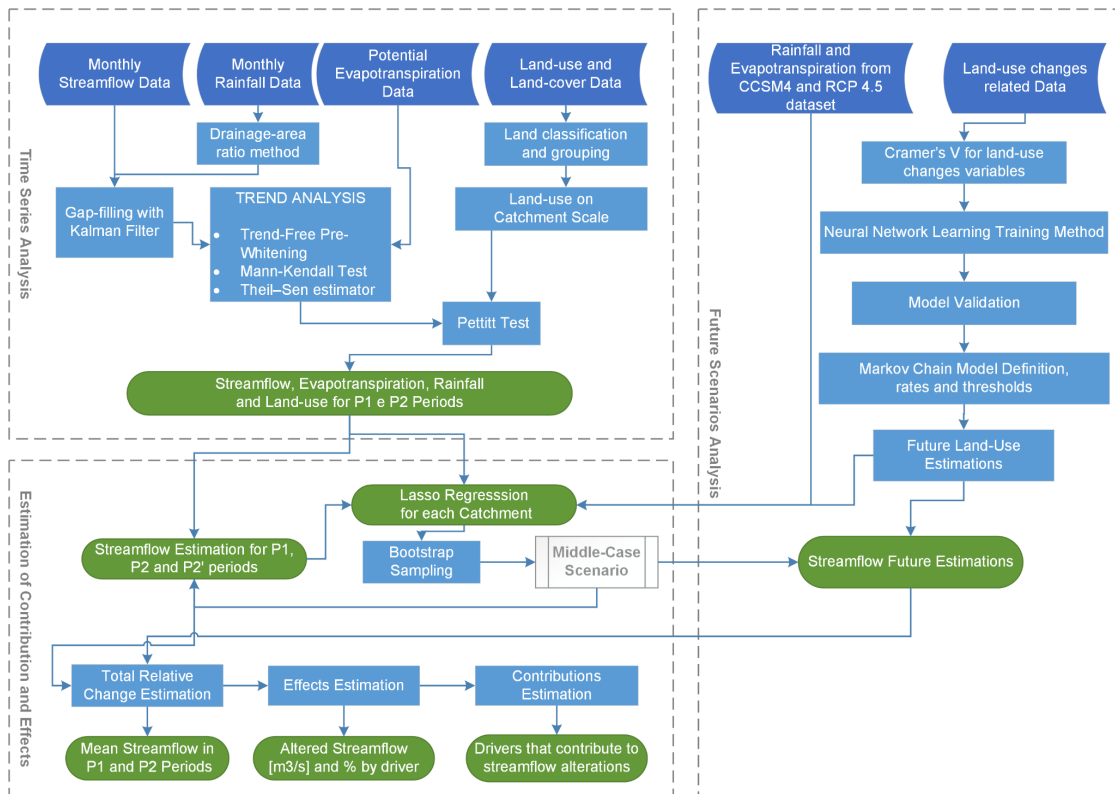 Time Series Analysis
Monthly
Streamflow Data
Monthly
Rainfall Data
Potential
Evapotranspiration
Data
Land-use and
Land-cover Data
Drainage-area
ratio method
Land classification
and grouping
Gap-filling with
Kalman Filter
TREND ANALYSIS
• Trend-Free Pre-
Whitening
• Mann-Kendall Test
• Theil–Sen estimator
Land-use on
Catchment Scale
Pettitt Test
Streamflow, Evapotranspiration, Rainfall
and Land-use for P1 e P2 Periods
Estimation of Contribution and Effects
Lasso Regresssion
for each Catchment
Streamflow Estimation for P1,
P2 and P2' periods
Bootstrap
Sampling
Middle-Case
Scenario
Total Relative
Change Estimation
Effects Estimation
Contributions
Estimation
Mean Streamflow in
P1 and P2 Periods
Altered Streamflow
[m3/s] and % by driver
Drivers that contribute to
streamflow alterations
Future Scenarios Analysis
Rainfall and
Evapotranspiration from
CCSM4 and RCP 4.5
dataset
Land-use changes
related Data
Cramer's V for land-use
changes variables
Neural Network Learning Training Method
Model Validation
Markov Chain Model Definition,
rates and thresholds
Future Land-Use
Estimations
Streamflow Future Estimations